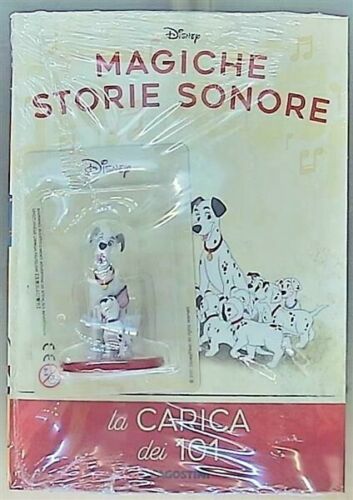 Disney
MAGICHE
STORIE SONORE
Disney
la CARICA
dei 101